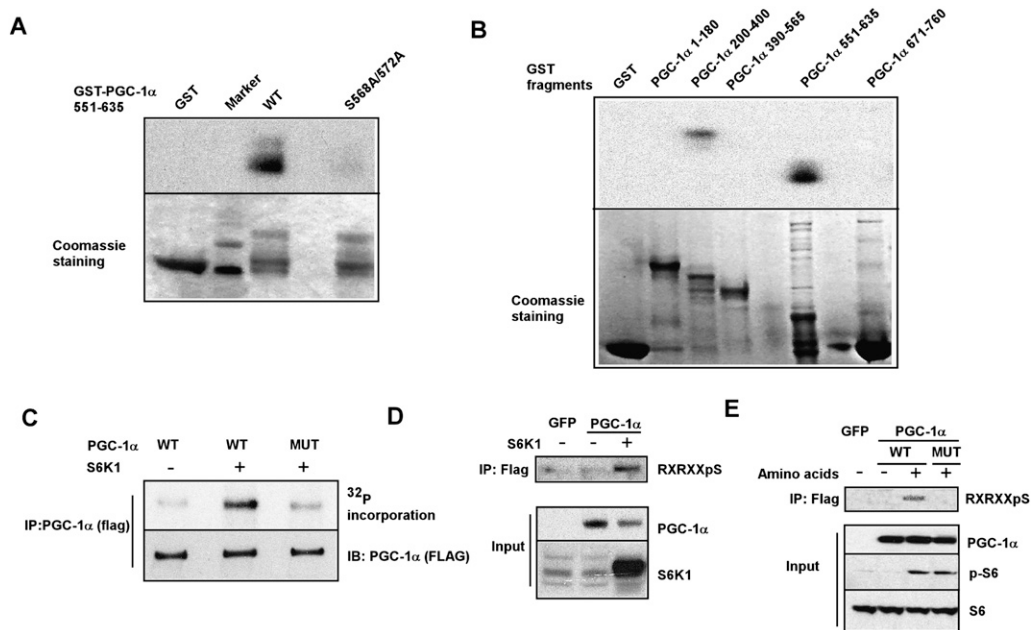 A
GST-PGC-1α
551-635
GST
Marker
WT
S568A/572A
Coomassie
staining
B
GST
fragments
GST
PGC-1α 1-180
PGC-1α 200-400
PGC-1α 390-565
PGC-1α 551-635
PGC-1α 671-760
Coomassie
staining
C
PGC-1α WT WT MUT
S6K1 - + +
IP:PGC-1α (flag)
32P
incorporation
IB: PGC-1α (FLAG)
D
GFP PGC-1α
S6K1 - - +
IP: Flag RXRXXpS
Input
PGC-1α
S6K1
E
GFP PGC-1α
WT MUT
Amino acids - - + +
IP: Flag RXRXXpS
Input
PGC-1α
p-S6
S6